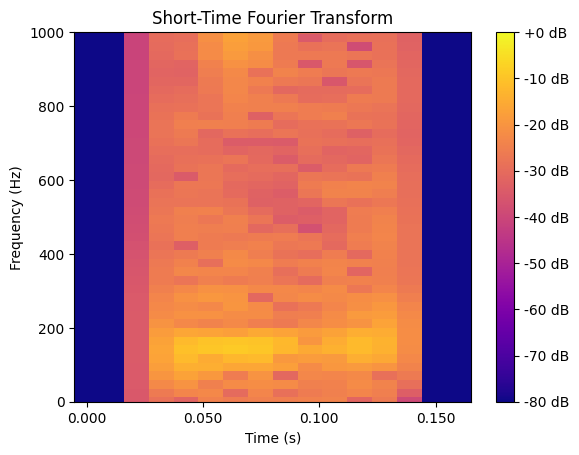 Short-Time Fourier Transform
1000
800
600
400
200
0
Frequency (Hz)
0.000
0.050
0.100
0.150
Time (s)
+0 dB
-10 dB
-20 dB
-30 dB
-40 dB
-50 dB
-60 dB
-70 dB
-80 dB